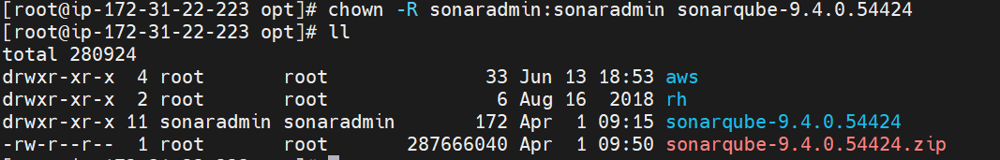 [root@ip-172-31-22-223 opt]# chown -R sonaradmin:sonaradmin sonarqube-9.4.0.54424
[root@ip-172-31-22-223 opt]# ll
total 280924
drwxr-xr-x  4 root       root              33 Jun 13 18:53 aws
drwxr-xr-x  2 root       root               6 Aug 16  2018 rh
drwxr-xr-x 11 sonaradmin sonaradmin       172 Apr  1 09:15 sonarqube-9.4.0.54424
-rw-r--r--  1 root       root       287666040 Apr  1 09:50 sonarqube-9.4.0.54424.zip